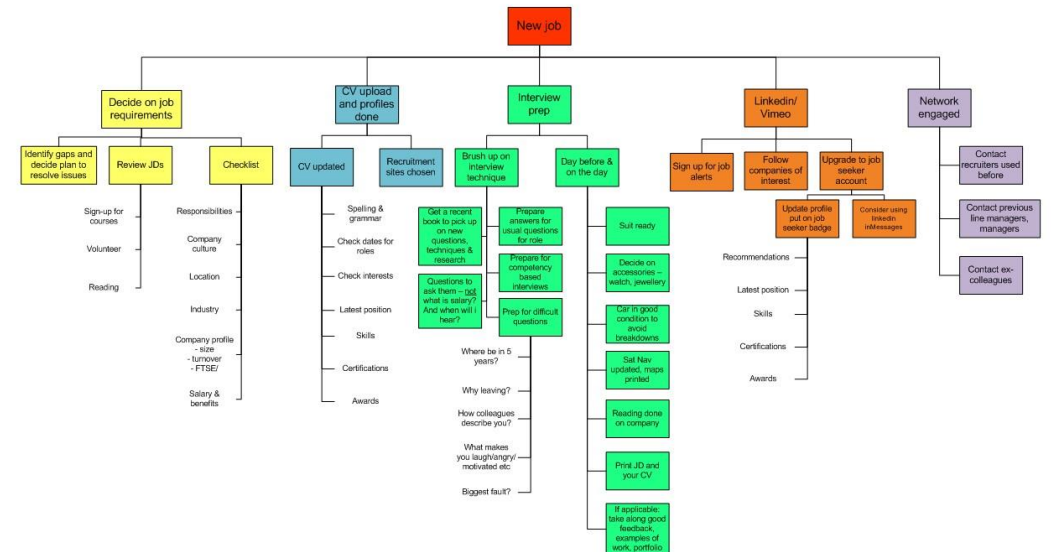 New job
Decide on job
requirements
CV upload
and profiles
done
Interview
prep
Linkedin/
Vimeo
Network
engaged
Identify gaps and
decide plan to
resolve issues
Review JDs
Checklist
Sign-up for
courses
Volunteer
Reading
Responsibilities
Company
culture
Location
Industry
Company profile
- size
- turnover
- FTSE/
Salary &
benefits
CV updated
Recruitment
sites chosen
Spelling &
grammar
Check dates for
roles
Check interests
Latest position
Skills
Certifications
Awards
Brush up on
interview
technique
Day before &
on the day
Get a recent
book to pick up
on new
questions,
techniques &
research
Questions to
ask them – not
what is salary?
And when will i
hear?
Prepare
answers for
usual questions
for role
Prepare for
competency
based
interviews
Prep for difficult
questions
Where be in 5
years?
Why leaving?
How colleagues
describe you?
What makes
you laugh/angry/
motivated etc
Biggest fault?
Suit ready
Decide on
accessories –
watch, jewellery
Car in good
condition to
avoid
breakdowns
Sat Nav
updated, maps
printed
Reading done
on company
Print JD and
your CV
If applicable:
take along good
feedback,
examples of
work, portfolio
Sign up for job
alerts
Follow
companies of
interest
Upgrade to job
seeker
account
Update profile
put on job
seeker badge
Consider using
linkedin
inMessages
Recommendations
Latest position
Skills
Certifications
Awards
Contact
recruiters used
before
Contact previous
line managers,
managers
Contact ex-
colleagues